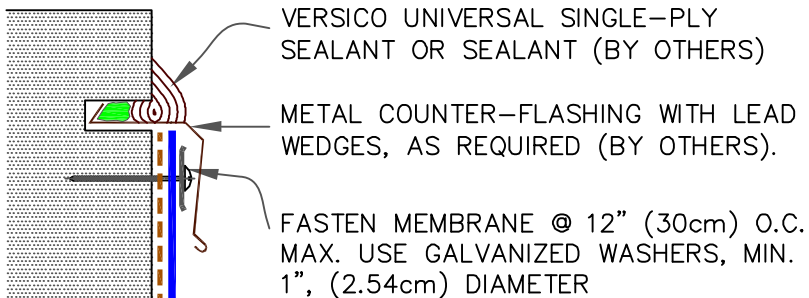 VERSICO UNIVERSAL SINGLE-PLY
SEALANT OR SEALANT (BY OTHERS)
METAL COUNTER-FLASHING WITH LEAD
WEDGES, AS REQUIRED (BY OTHERS).
FASTEN MEMBRANE @ 12" (30cm) O.C.
MAX. USE GALVANIZED WASHERS, MIN.
1", (2.54cm) DIAMETER